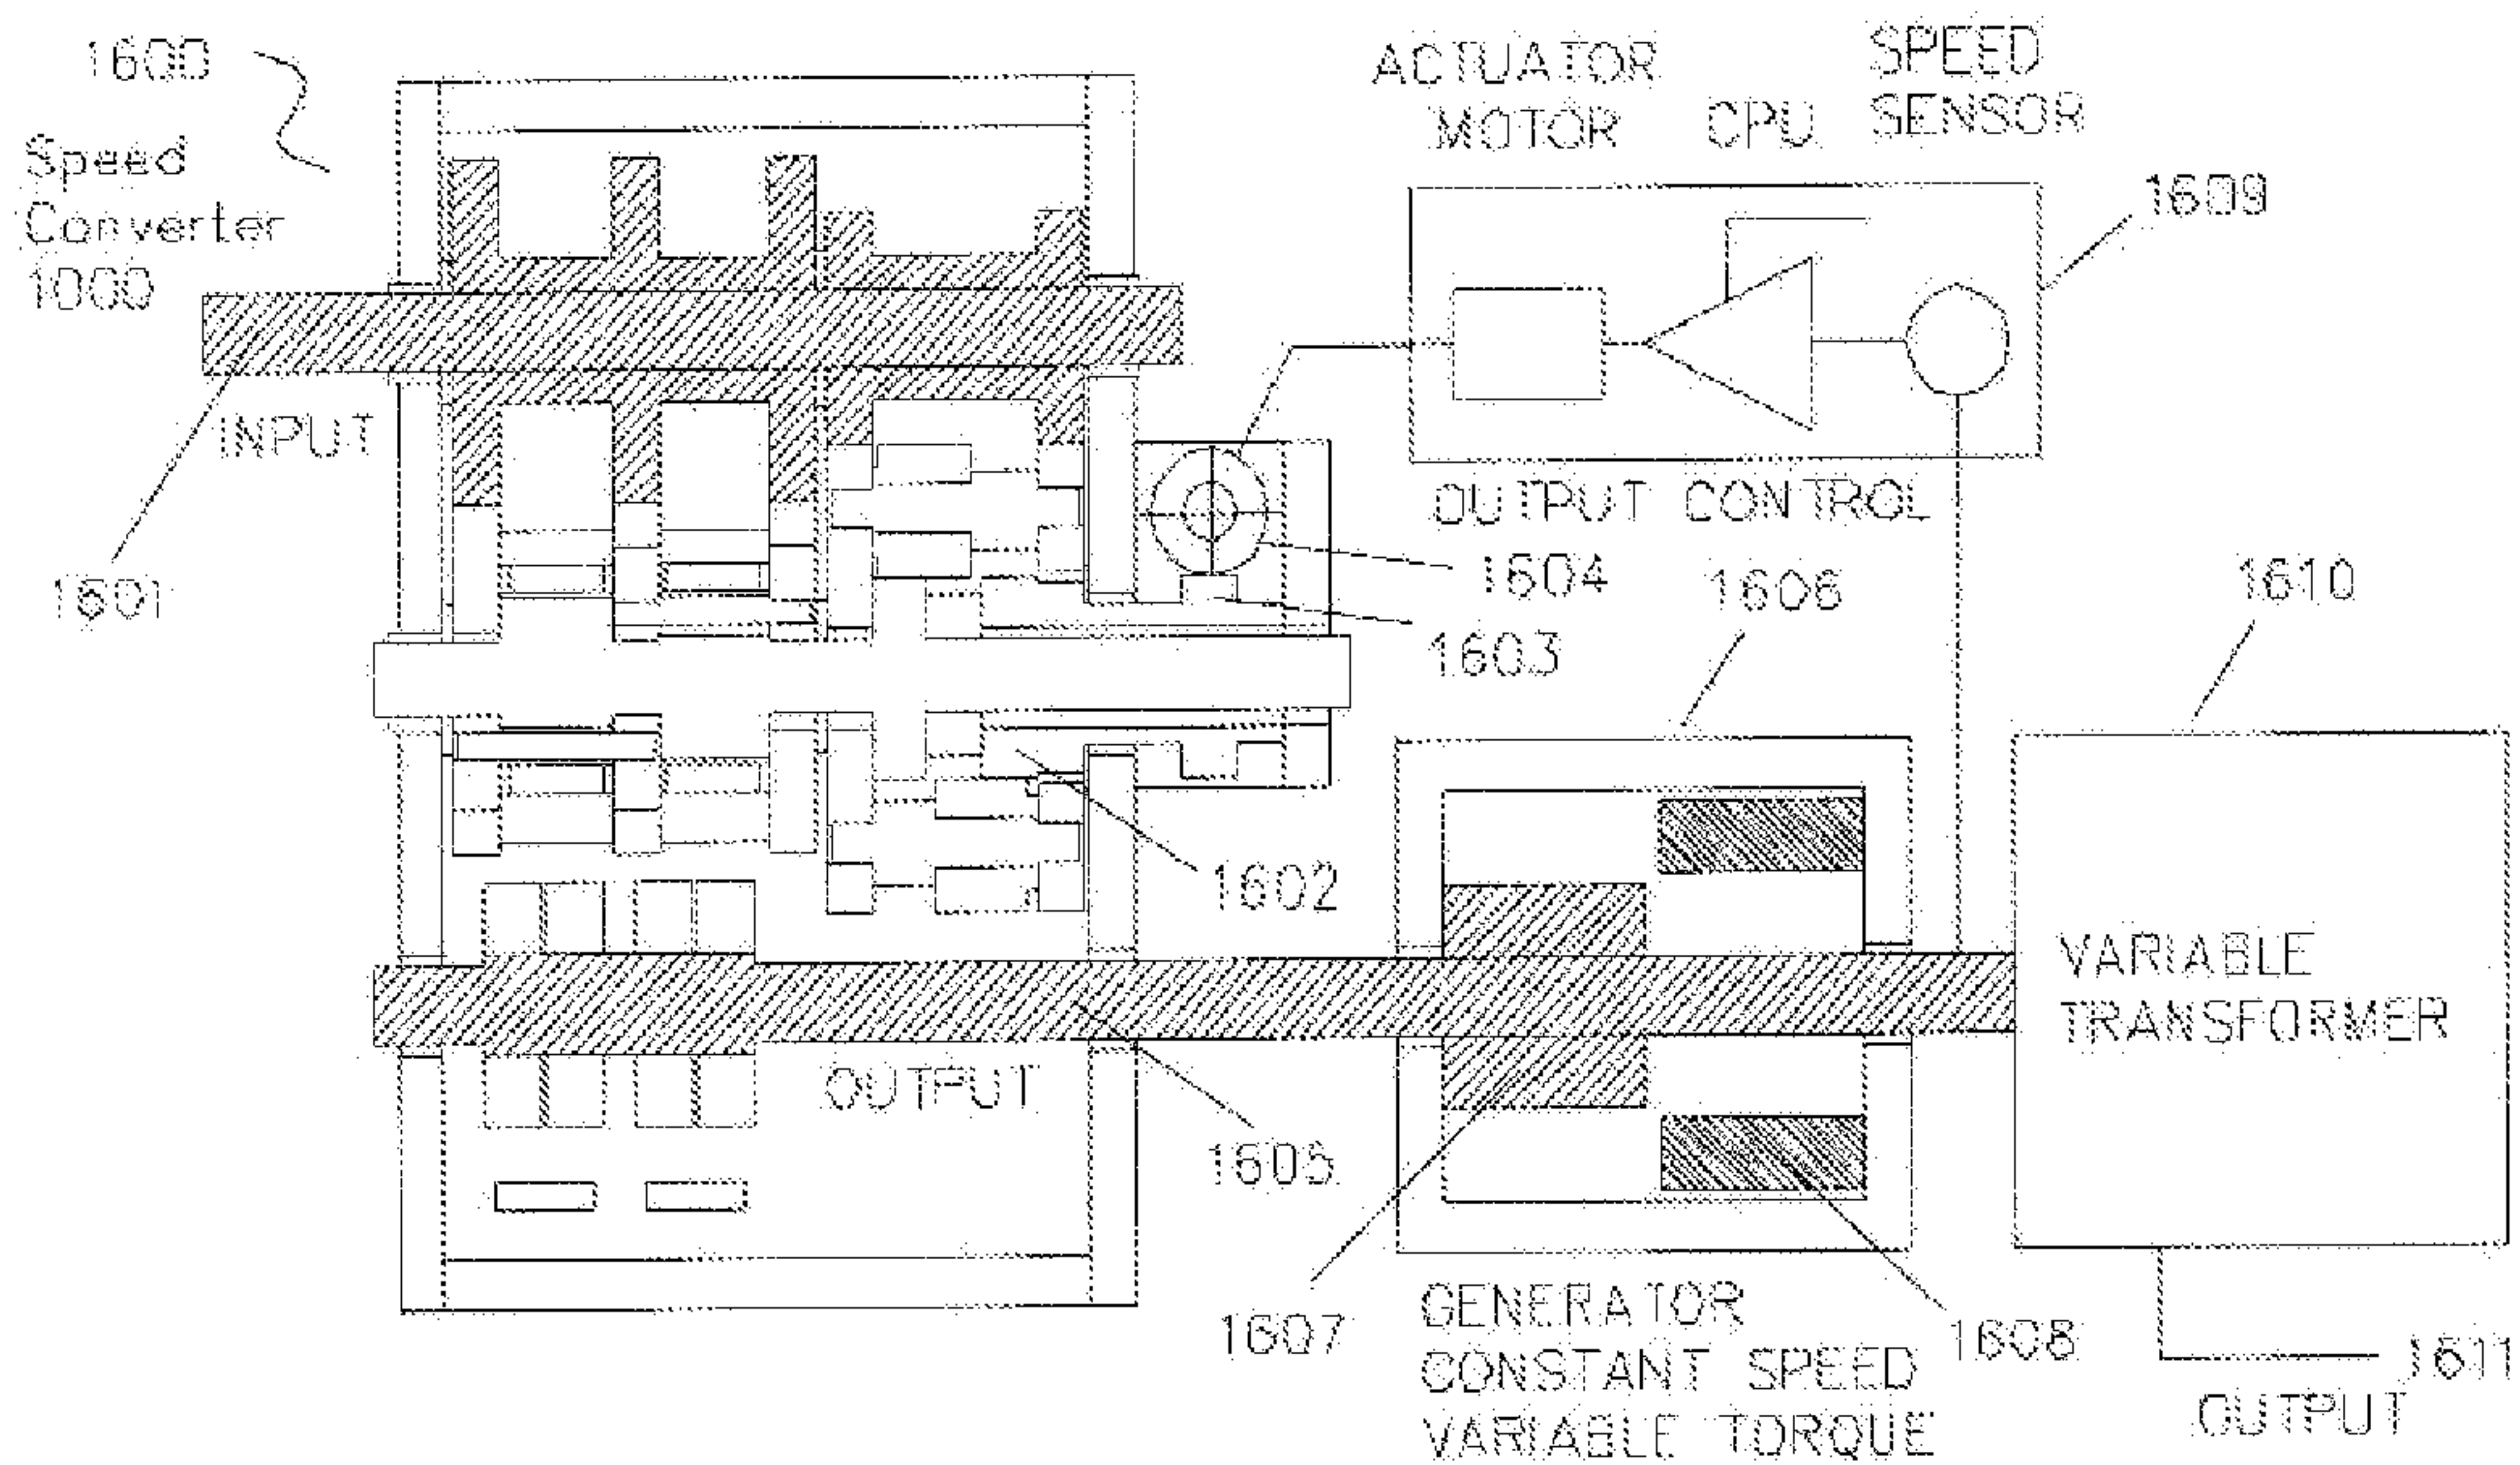 1600
Speed
Converter
1000
ACTUATOR
MOTOR
CPU
SPEED
SENSOR
1609
INPUT
1601
OUTPUT CONTROL
1604
1603
1606
1610
1602
VARIABLE
TRANSFORMER
OUTPUT
1605
1607
GENERATOR
CONSTANT SPEED
VARIABLE TORQUE
1608
1611
OUTPUT